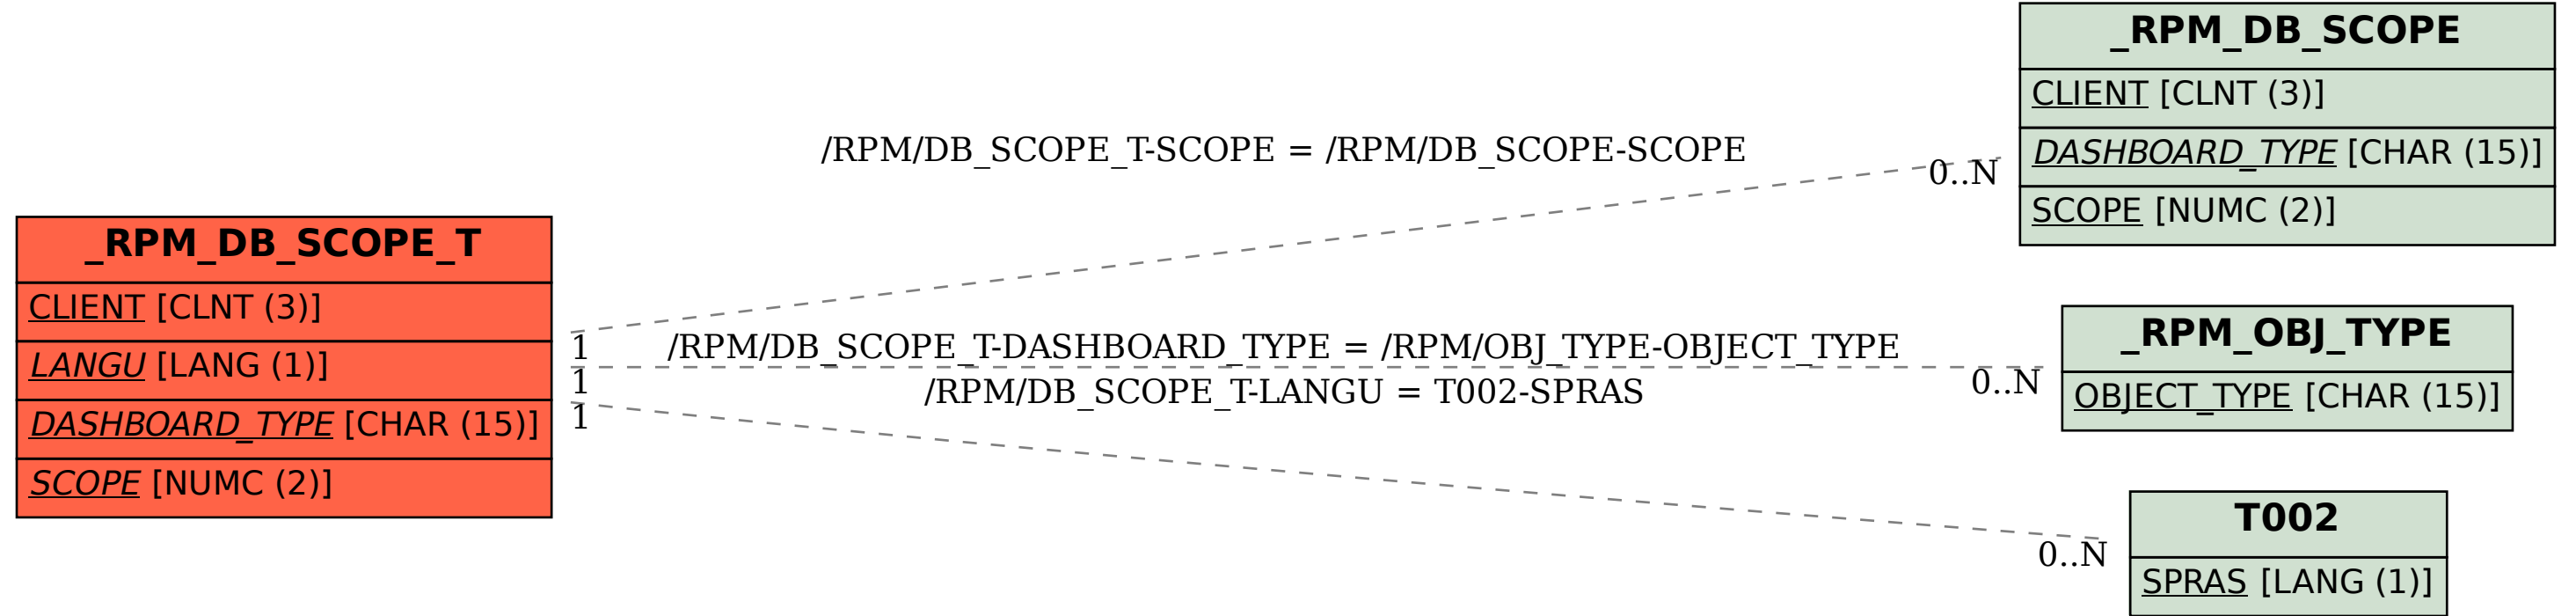 _RPM_DB_SCOPE_T
CLIENT [CLNT (3)]
LANGU [LANG (1)]
DASHBOARD_TYPE [CHAR (15)]
SCOPE [NUMC (2)]
/RPM/DB_SCOPE_T-SCOPE = /RPM/DB_SCOPE-SCOPE
0..N
1
/RPM/DB_SCOPE_T-DASHBOARD_TYPE = /RPM/OBJ_TYPE-OBJECT_TYPE
0..N
1
/RPM/DB_SCOPE_T-LANGU = T002-SPRAS
0..N
1
_RPM_DB_SCOPE
CLIENT [CLNT (3)]
DASHBOARD_TYPE [CHAR (15)]
SCOPE [NUMC (2)]
_RPM_OBJ_TYPE
OBJECT_TYPE [CHAR (15)]
T002
SPRAS [LANG (1)]